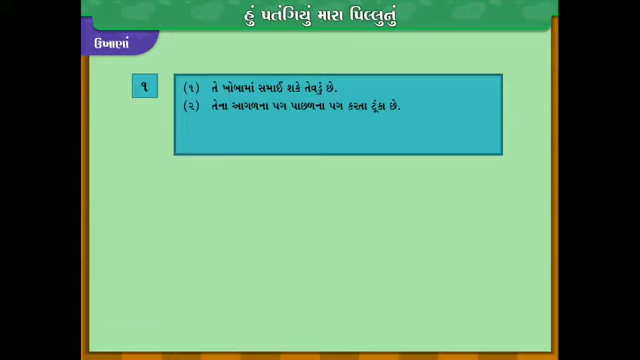 હું પતંગિયું મારા પિલ્લુનું
ઉખાણાં
૧
(૧) તે ખોબામાં સમાઈ શકે તેવડું છે.
(૨) તેના આગળના પગ પાછળના પગ કરતા ટૂંકા છે.